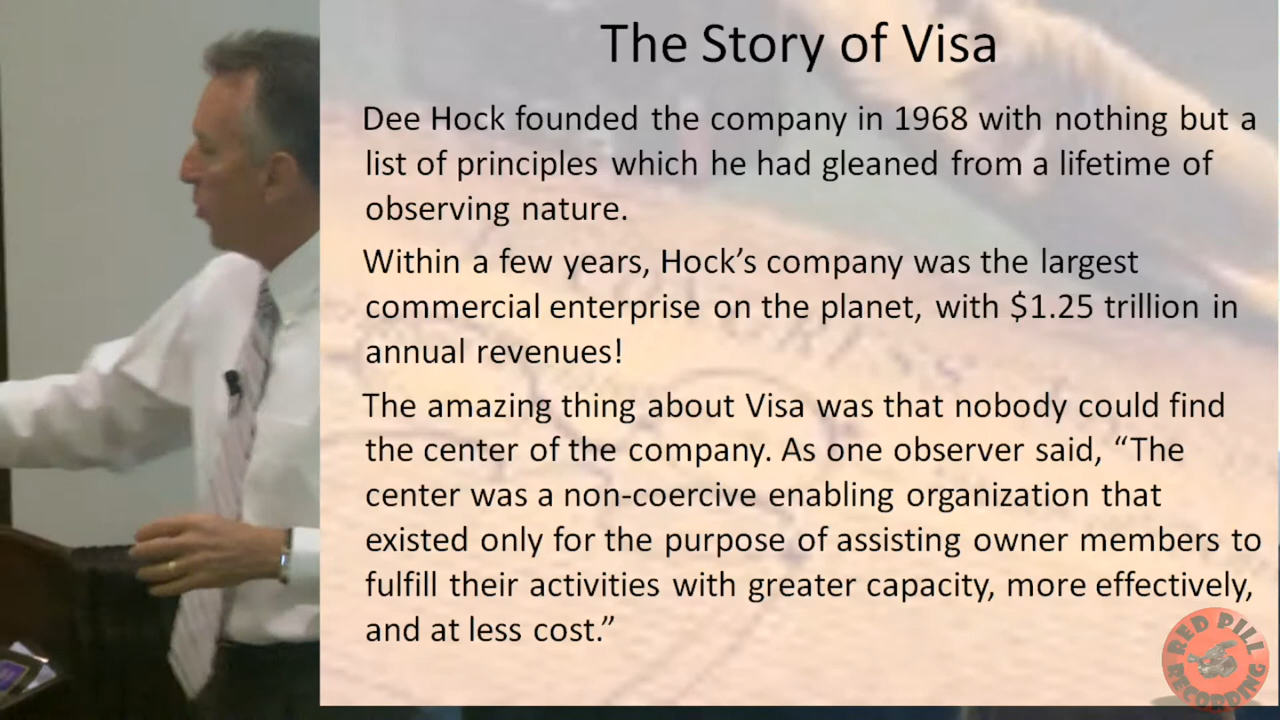 The Story of Visa
Dee Hock founded the company in 1968 with nothing but a
list of principles which he had gleaned from a lifetime of
observing nature.
Within a few years, Hock’s company was the largest
commercial enterprise on the planet, with $1.25 trillion in
annual revenues!
The amazing thing about Visa was that nobody could find
the center of the company. As one observer said, “The
center was a non-coercive enabling organization that
existed only for the purpose of assisting owner members to
fulfill their activities with greater capacity, more effectively,
and at less cost.”
RED PILL
RECORDING